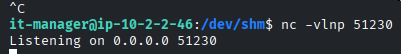 ^C
it-manager@ip-10-2-2-46:/dev/shm$ nc -vlnp 51230
Listening on 0.0.0.0 51230